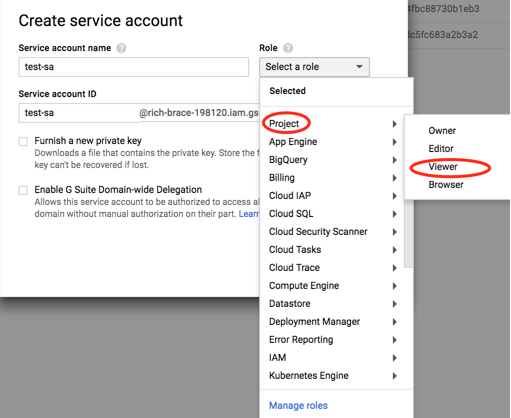 4fbc88730b1eb3
dc5fc683a2b3a2
Create service account
Service account name
Role
test-sa
Select a role
Service account ID
test-sa
@rich-brace-198120.iam.gs
Furnish a new private key
Downloads a file that contains the private key. Store the f
key can't be recovered if lost.
Enable G Suite Domain-wide Delegation
Allows this service account to be authorized to access al
domain without manual authorization on their part. Learn
Selected
Project
App Engine
BigQuery
Billing
Cloud IAP
Cloud SQL
Cloud Security Scanner
Cloud Tasks
Cloud Trace
Compute Engine
Datastore
Deployment Manager
Error Reporting
IAM
Kubernetes Engine
Manage roles
Owner
Editor
Viewer
Browser